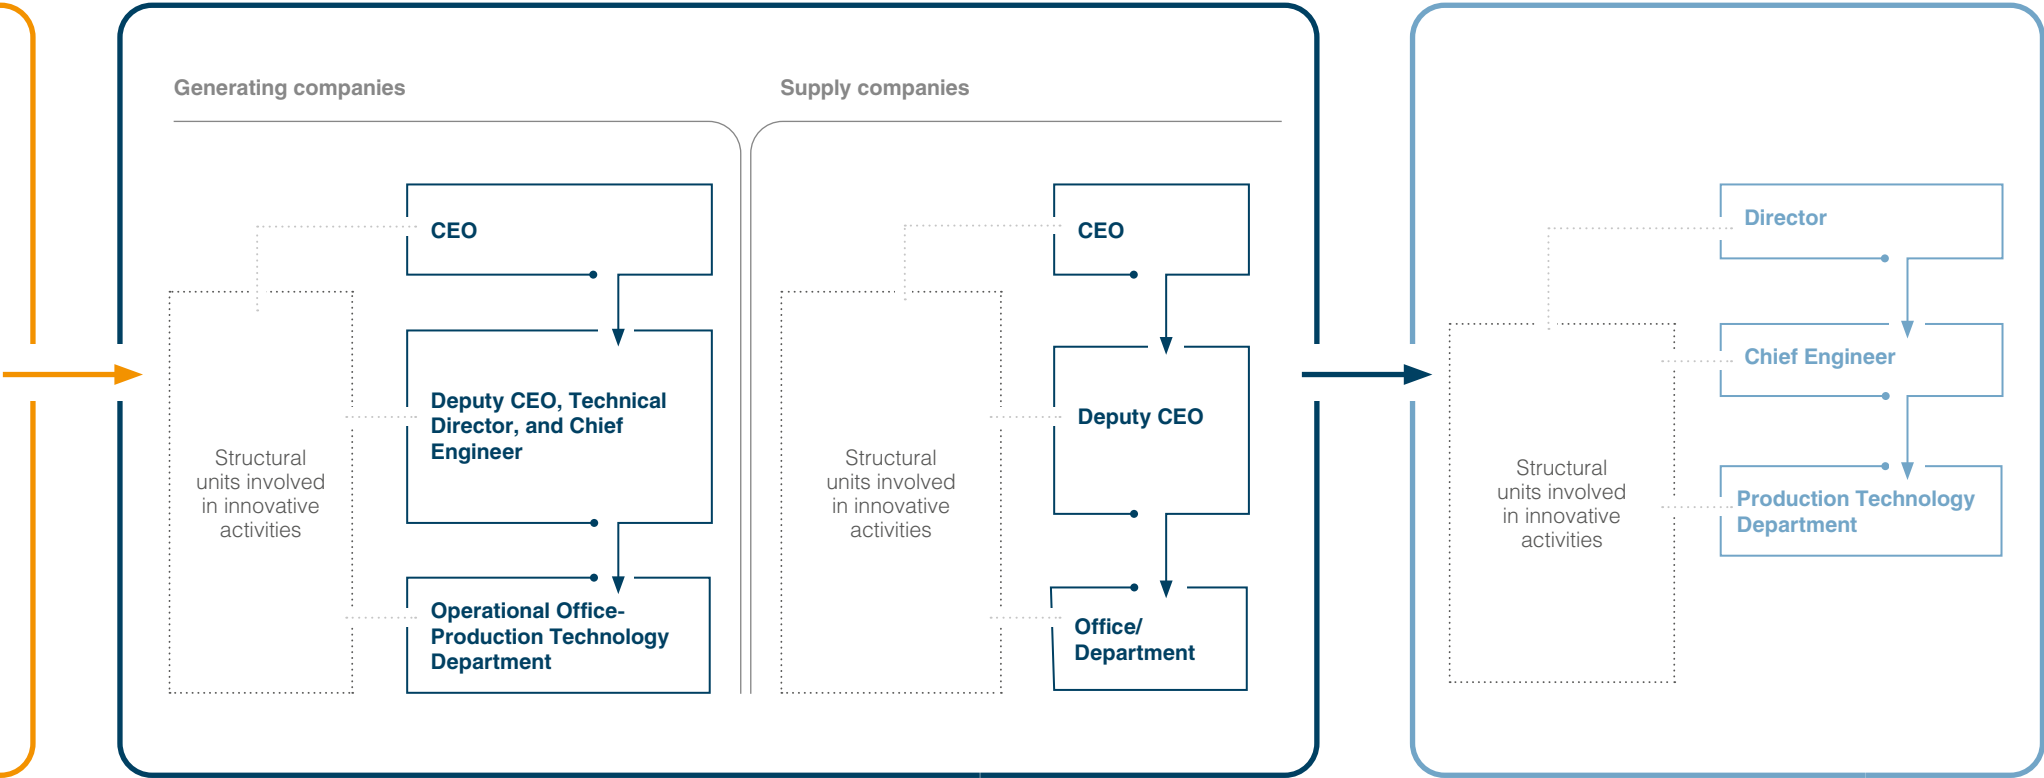 Generating companies
Supply companies
CEO
Deputy CEO, Technical
Director, and Chief
Engineer
Operational Office-
Production Technology
Department
Structural
units involved
in innovative
activities
CEO
Deputy CEO
Office/
Department
Structural
units involved
in innovative
activities
Director
Chief Engineer
Production Technology
Department
Structural
units involved
in innovative
activities